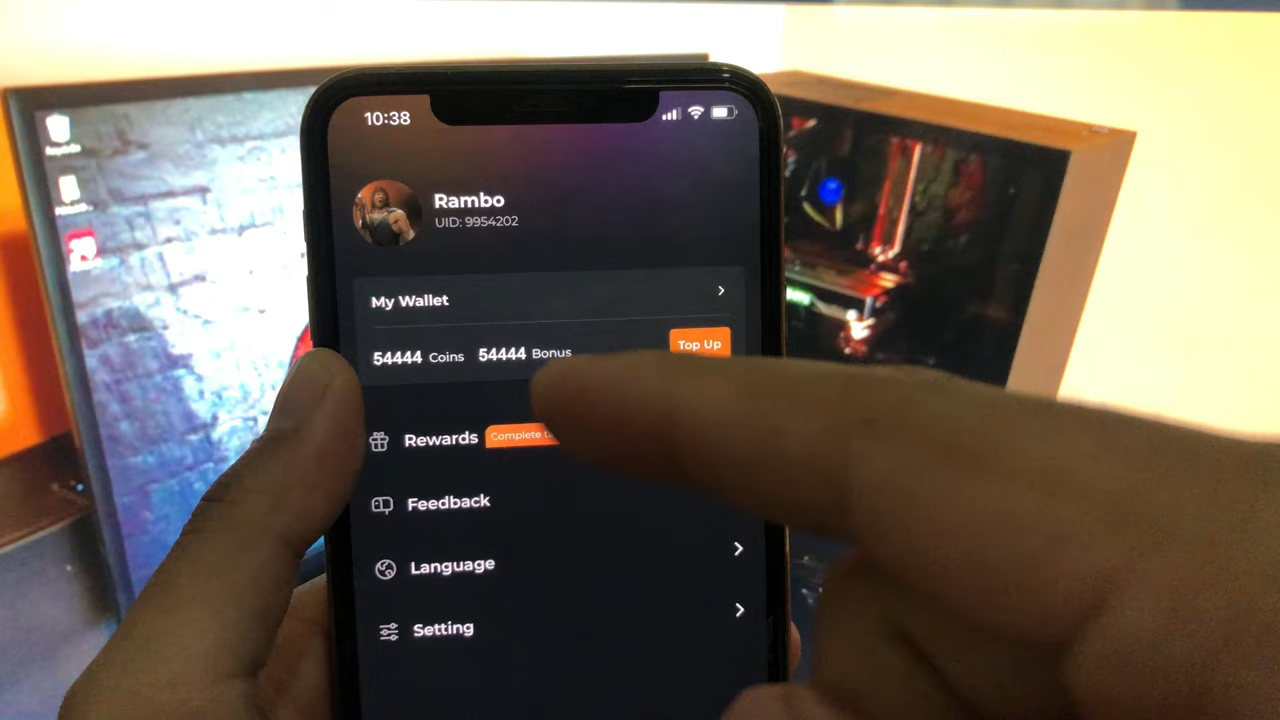 10:38
Rambo
UID: 9954202
My Wallet
54444 Coins 54444 Bonus
Top Up
Rewards Complete
Feedback
Language
Setting